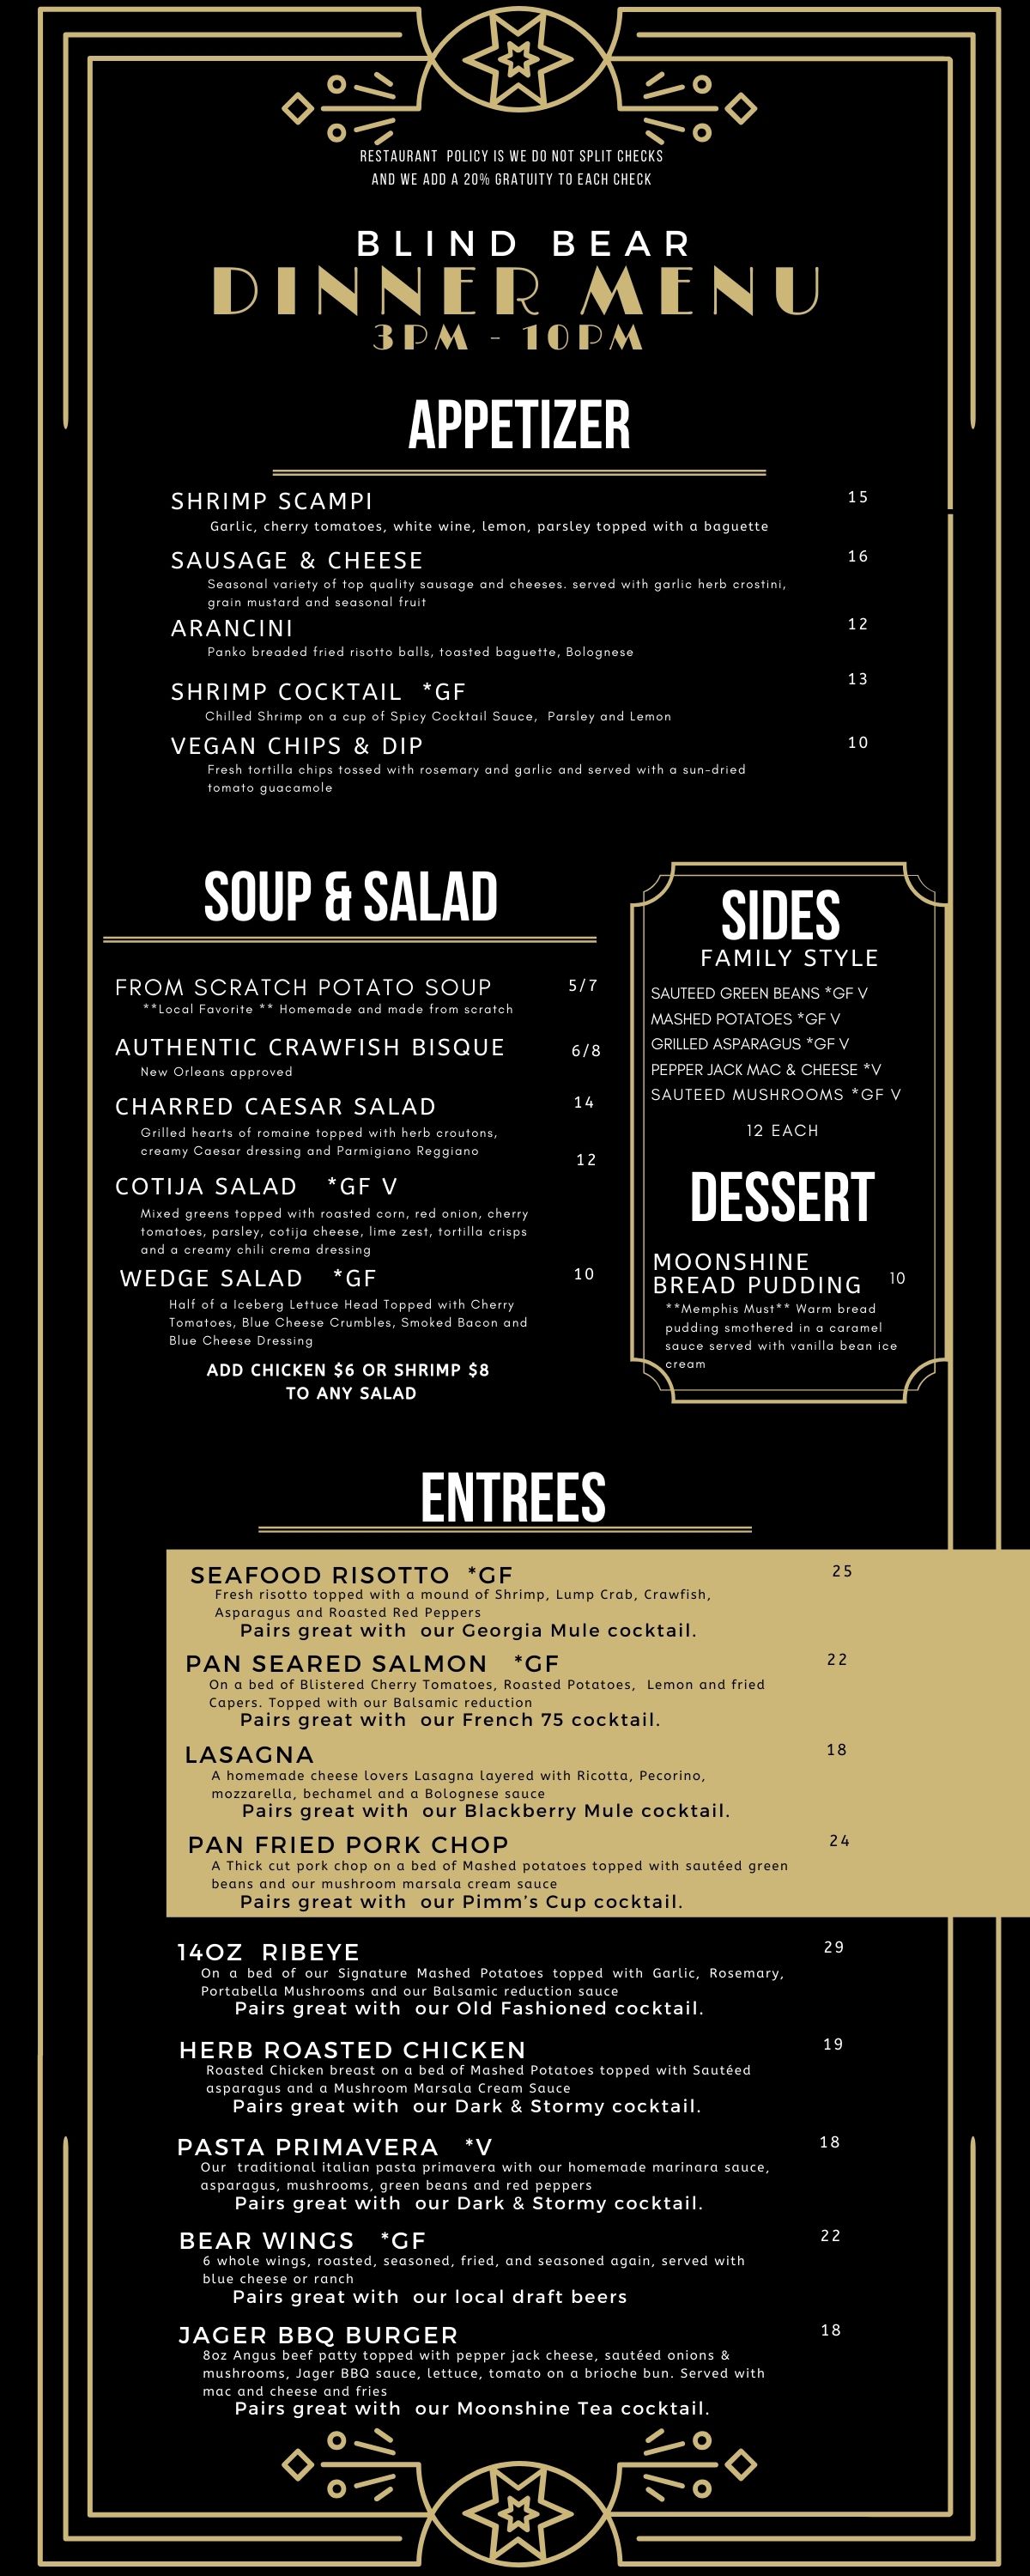 RESTAURANT POLICY IS WE DO NOT SPLIT CHECKS
AND WE ADD A 20% GRATUITY TO EACH CHECK
BLIND BEAR
DINNER MENU
3PM - 10PM
APPETIZER
SHRIMP SCAMPI 15
Garlic, cherry tomatoes, white wine, lemon, parsley topped with a baguette
SAUSAGE & CHEESE 16
Seasonal variety of top quality sausage and cheeses. served with garlic herb crostini,
grain mustard and seasonal fruit
ARANCINI 12
Panko breaded fried risotto balls, toasted baguette, Bolognese
SHRIMP COCKTAIL *GF 13
Chilled Shrimp on a cup of Spicy Cocktail Sauce, Parsley and Lemon
VEGAN CHIPS & DIP 10
Fresh tortilla chips tossed with rosemary and garlic and served with a sun-dried
tomato guacamole
SOUP & SALAD
FROM SCRATCH POTATO SOUP 5/7
**Local Favorite ** Homemade and made from scratch
AUTHENTIC CRAWFISH BISQUE 6/8
New Orleans approved
CHARRED CAESAR SALAD 14
Grilled hearts of romaine topped with herb croutons,
creamy Caesar dressing and Parmigiano Reggiano
COTIJA SALAD *GF V 12
Mixed greens topped with roasted corn, red onion, cherry
tomatoes, parsley, cotija cheese, lime zest, tortilla crisps
and a creamy chili crema dressing
WEDGE SALAD *GF 10
Half of a Iceberg Lettuce Head Topped with Cherry
Tomatoes, Blue Cheese Crumbles, Smoked Bacon and
Blue Cheese Dressing
ADD CHICKEN $6 OR SHRIMP $8
TO ANY SALAD
SIDES
FAMILY STYLE
SAUTEED GREEN BEANS *GF V
MASHED POTATOES *GF V
GRILLED ASPARAGUS *GF V
PEPPER JACK MAC & CHEESE *V
SAUTEED MUSHROOMS *GF V
12 EACH
DESSERT
MOONSHINE
BREAD PUDDING 10
**Memphis Must** Warm bread
pudding smothered in a caramel
sauce served with vanilla bean ice
cream
ENTREES
SEAFOOD RISOTTO *GF 25
Fresh risotto topped with a mound of Shrimp, Lump Crab, Crawfish,
Asparagus and Roasted Red Peppers
Pairs great with our Georgia Mule cocktail.
PAN SEARED SALMON *GF 22
On a bed of Blistered Cherry Tomatoes, Roasted Potatoes, Lemon and fried
Capers. Topped with our Balsamic reduction
Pairs great with our French 75 cocktail.
LASAGNA 18
A homemade cheese lovers Lasagna layered with Ricotta, Pecorino,
mozzarella, bechamel and a Bolognese sauce
Pairs great with our Blackberry Mule cocktail.
PAN FRIED PORK CHOP 24
A Thick cut pork chop on a bed of Mashed potatoes topped with sautéed green
beans and our mushroom marsala cream sauce
Pairs great with our Pimm's Cup cocktail.
14OZ RIBEYE 29
On a bed of our Signature Mashed Potatoes topped with Garlic, Rosemary,
Portabella Mushrooms and our Balsamic reduction sauce
Pairs great with our Old Fashioned cocktail.
HERB ROASTED CHICKEN 19
Roasted Chicken breast on a bed of Mashed Potatoes topped with Sautéed
asparagus and a Mushroom Marsala Cream Sauce
Pairs great with our Dark & Stormy cocktail.
PASTA PRIMAVERA *V 18
Our traditional italian pasta primavera with our homemade marinara sauce,
asparagus, mushrooms, green beans and red peppers
Pairs great with our Dark & Stormy cocktail.
BEAR WINGS *GF 22
6 whole wings, roasted, seasoned, fried, and seasoned again, served with
blue cheese or ranch
Pairs great with our local draft beers
JAGER BBQ BURGER 18
8oz Angus beef patty topped with pepper jack cheese, sautéed onions &
mushrooms, Jager BBQ sauce, lettuce, tomato on a brioche bun. Served with
mac and cheese and fries
Pairs great with our Moonshine Tea cocktail.